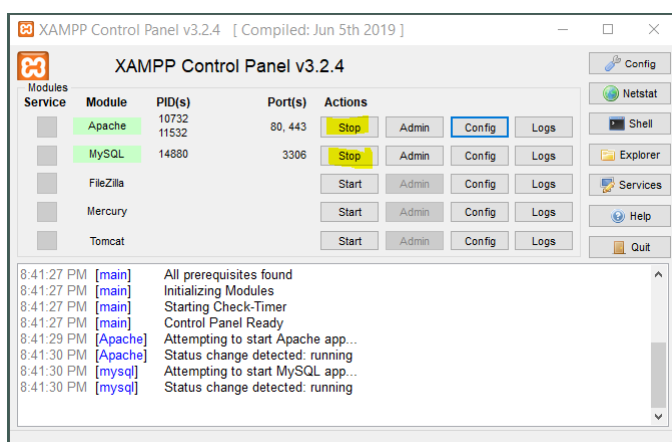 XAMPP Control Panel v3.2.4 [ Compiled: Jun 5th 2019 ]
XAMPP Control Panel v3.2.4
Config
Modules
Service Module PID(s) Port(s) Actions
Netstat
Apache 10732 11532 80, 443 Stop Admin Config Logs
Shell
MySQL 14880 3306 Stop Admin Config Logs
Explorer
FileZilla Start Admin Config Logs
Services
Mercury Start Admin Config Logs
Help
Tomcat Start Admin Config Logs
Quit
8:41:27 PM [main] All prerequisites found
8:41:27 PM [main] Initializing Modules
8:41:27 PM [main] Starting Check-Timer
8:41:27 PM [main] Control Panel Ready
8:41:29 PM [Apache] Attempting to start Apache app...
8:41:30 PM [Apache] Status change detected: running
8:41:30 PM [mysql] Attempting to start MySQL app...
8:41:30 PM [mysql] Status change detected: running